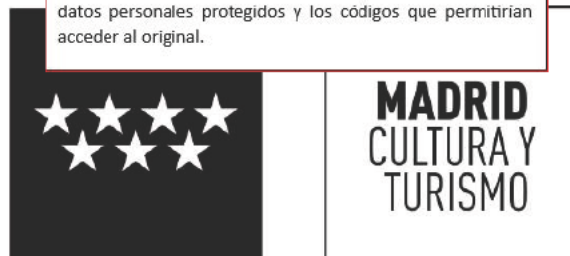 datos personales protegidos y los códigos que permitirían
acceder al original.
MADRID
CULTURA Y
TURISMO